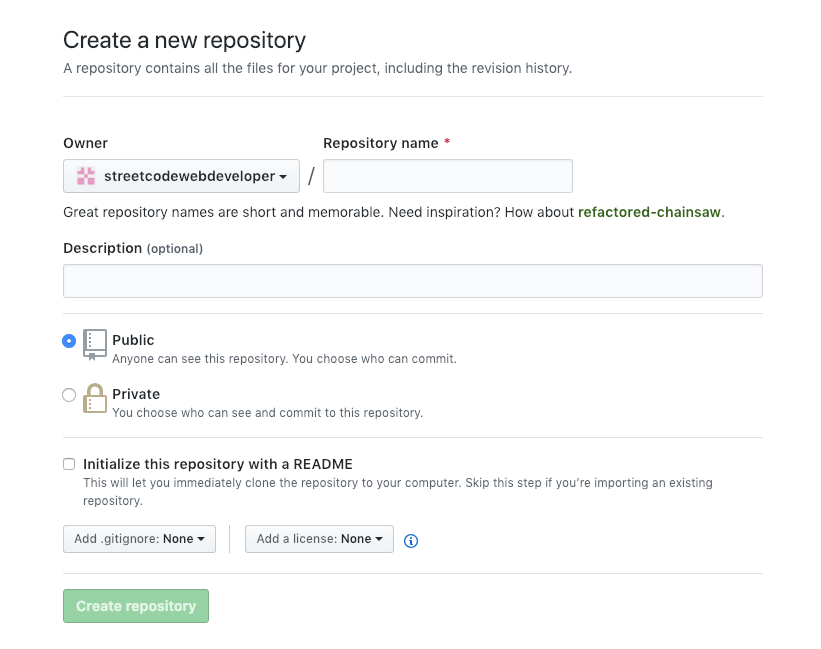 Create a new repository
A repository contains all the files for your project, including the revision history.
Owner
Repository name *
streetcodewebdeveloper
/
Great repository names are short and memorable. Need inspiration? How about refactored-chainsaw.
Description (optional)
Public
Anyone can see this repository. You choose who can commit.
Private
You choose who can see and commit to this repository.
Initialize this repository with a README
This will let you immediately clone the repository to your computer. Skip this step if you’re importing an existing
repository.
Add .gitignore: None
Add a license: None
Create repository